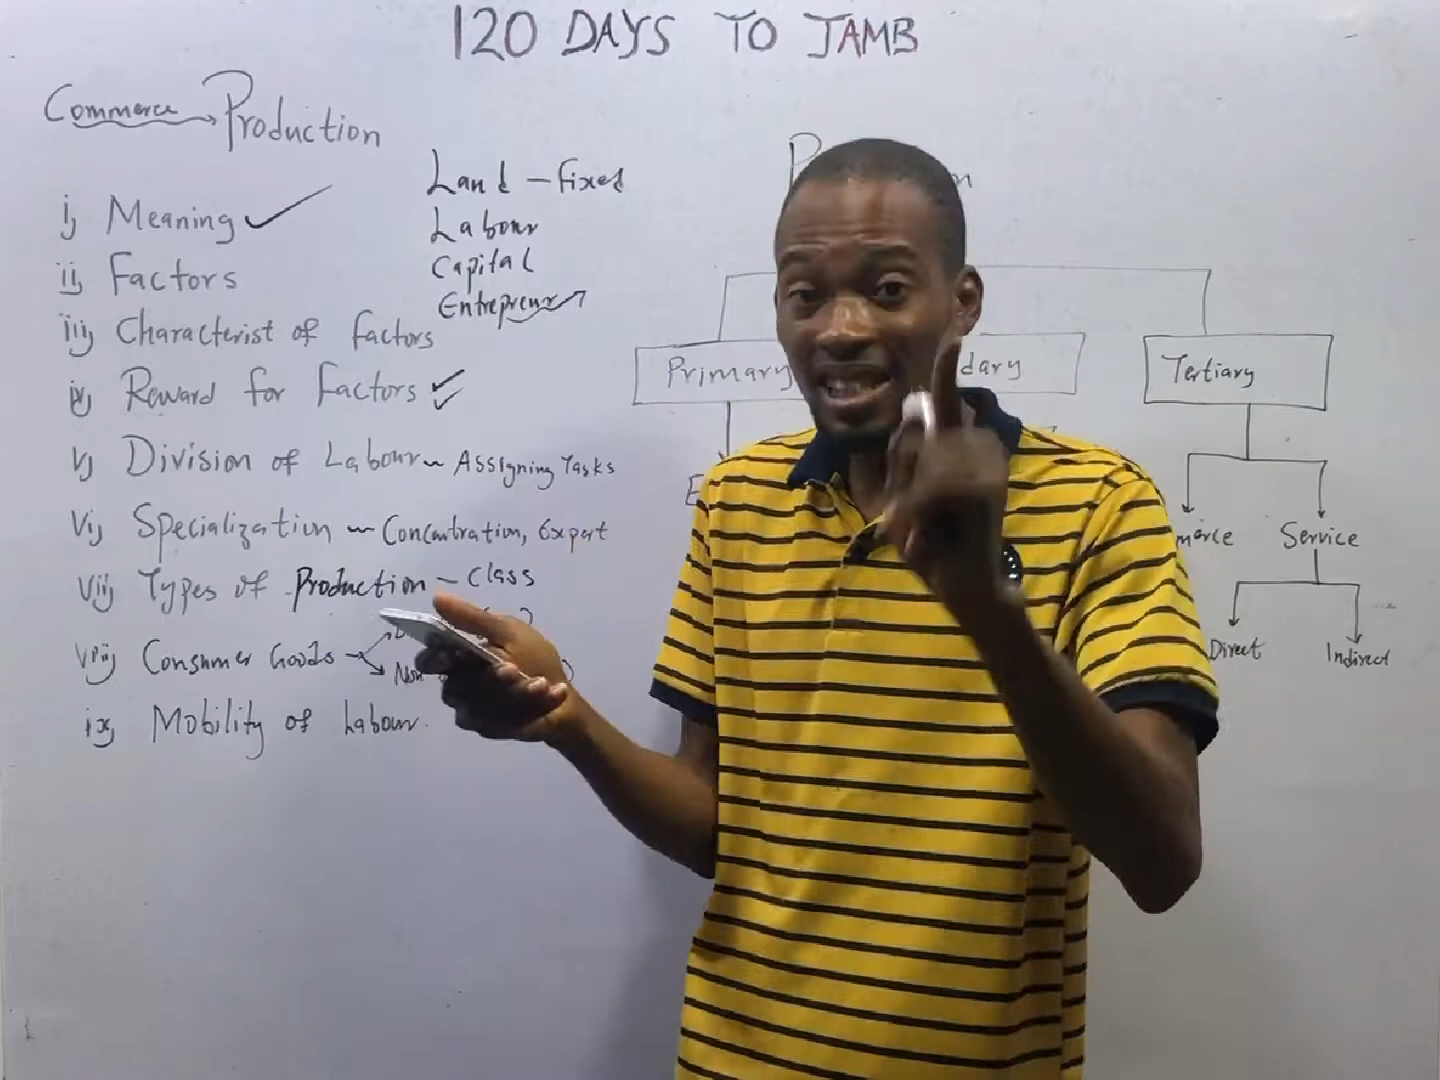 120 DAYS TO JAMB
Commerce → Production
i, Meaning ✓
ii, Factors
iii, Characterist of factors
iv, Reward for Factors
v, Division of Labour ~ Assigning Tasks
vi, Specialization ~ Concentration, Expert
vii, Types of Production - Class
viii, Consumer Goods
ix, Mobility of Labour.
Land - fixed
Labour
Capital
Entrepreneur
Primary
dary
Tertiary
merce
Service
Direct
Indirect